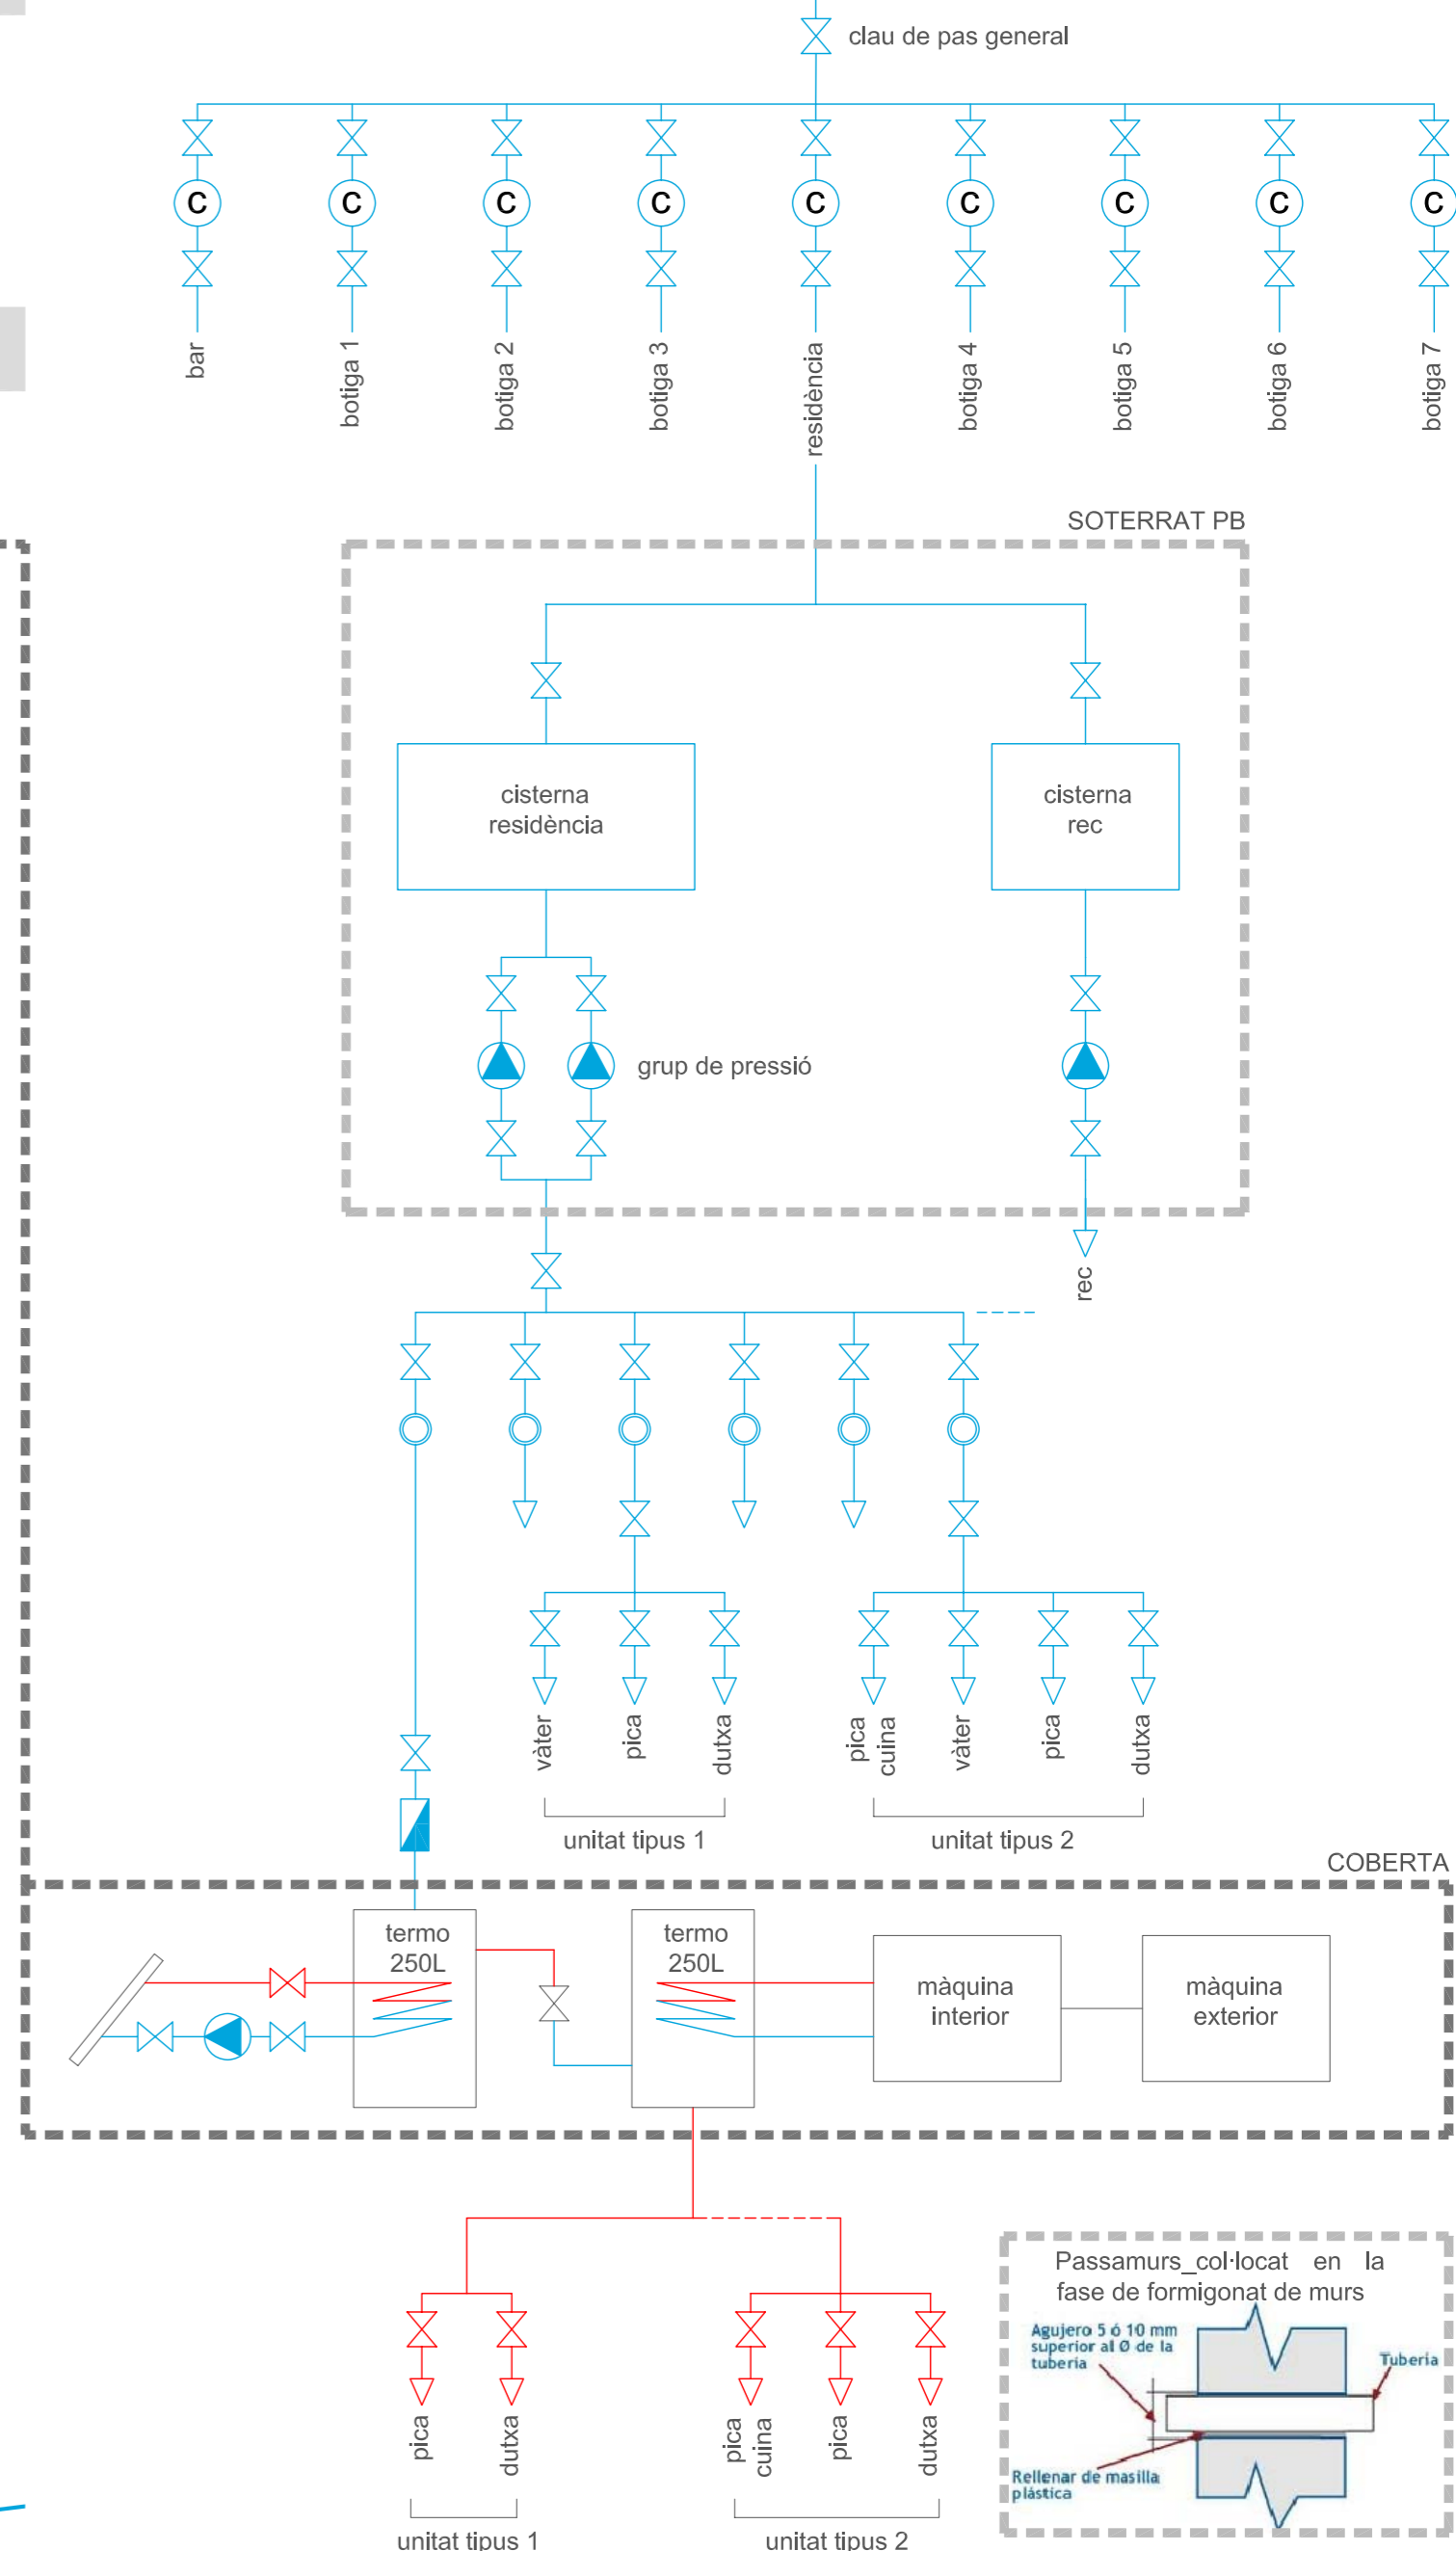 clau de pas general
C C C C C C C C C
bar
botiga 1
botiga 2
botiga 3
residència
botiga 4
botiga 5
botiga 6
botiga 7
SOTERRAT PB
cisterna
residència
cisterna
rec
grup de pressió
rec
vàter
pica
dutxa
pica
cuina
vàter
pica
dutxa
unitat tipus 1
unitat tipus 2
COBERTA
termo
250L
termo
250L
màquina
interior
màquina
exterior
Passamurs_col·locat en la
fase de formigonat de murs
Agujero 5 ó 10 mm
superior al Ø de la
tubería
Tubería
Rellenar de masilla
plástica
pica
dutxa
pica
cuina
pica
dutxa
unitat tipus 1
unitat tipus 2